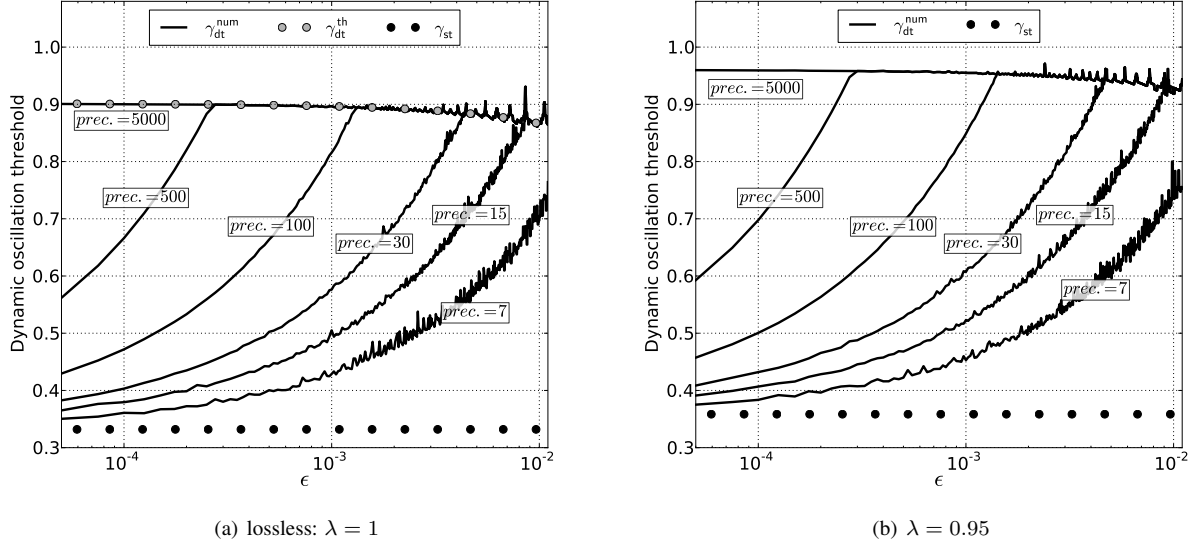 γ_dt^num γ_dt^th γ_st
Dynamic oscillation threshold
1.0
0.9
0.8
0.7
0.6
0.5
0.4
0.3
prec.=5000
prec.=500
prec.=100
prec.=30
prec.=15
prec.=7
10^-4 10^-3 10^-2
ϵ
(a) lossless: λ = 1
γ_dt^num γ_st
Dynamic oscillation threshold
1.0
0.9
0.8
0.7
0.6
0.5
0.4
0.3
prec.=5000
prec.=500
prec.=100
prec.=30
prec.=15
prec.=7
10^-4 10^-3 10^-2
ϵ
(b) λ = 0.95